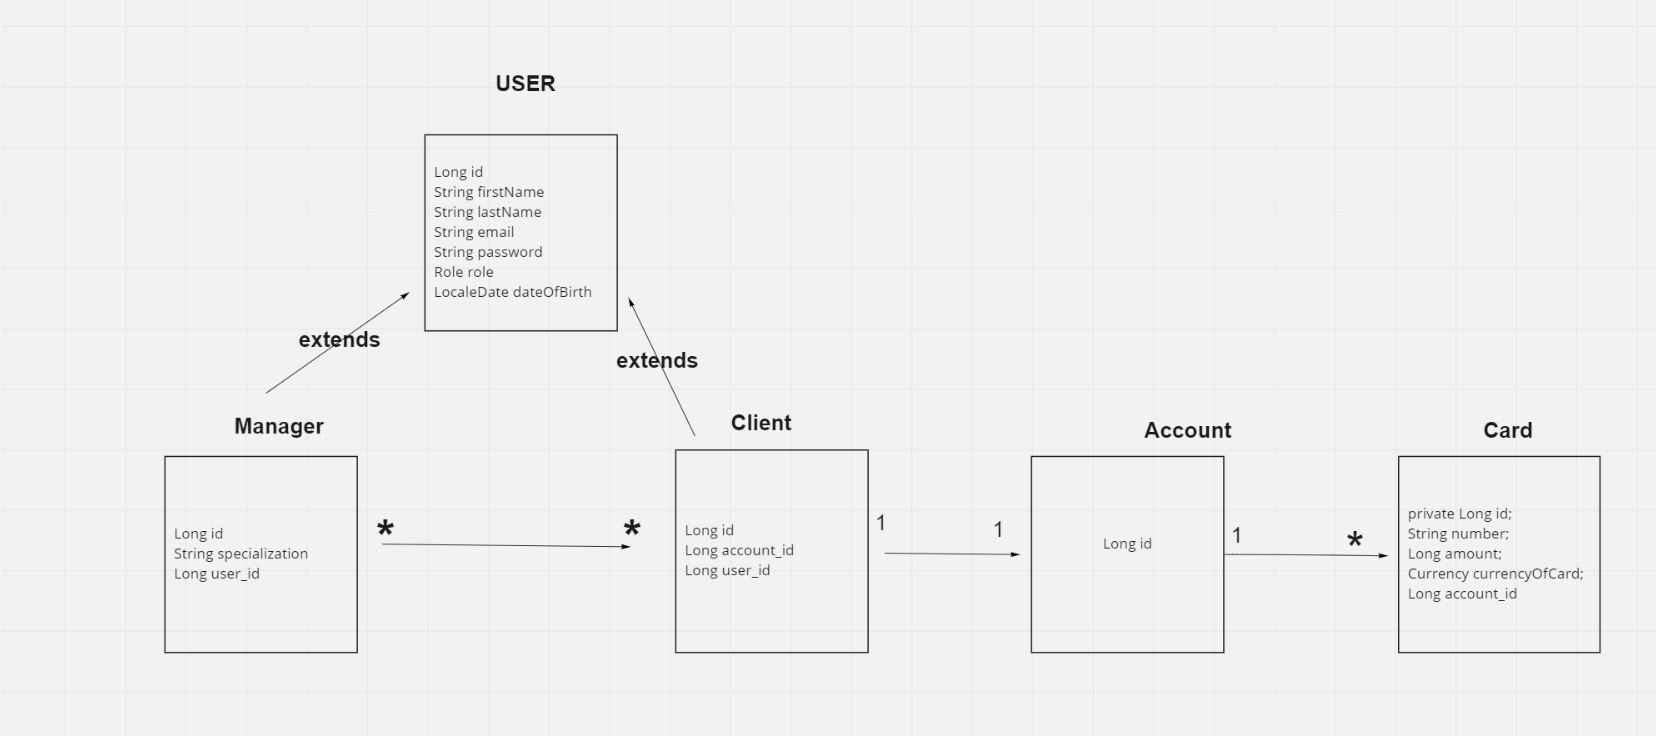 USER
Long id
String firstName
String lastName
String email
String password
Role role
LocaleDate dateOfBirth
extends
extends
Manager
Long id
String specialization
Long user_id
*
*
Client
Long id
Long account_id
Long user_id
1
1
Account
Long id
1
*
Card
private Long id;
String number;
Long amount;
Currency currencyOfCard;
Long account_id